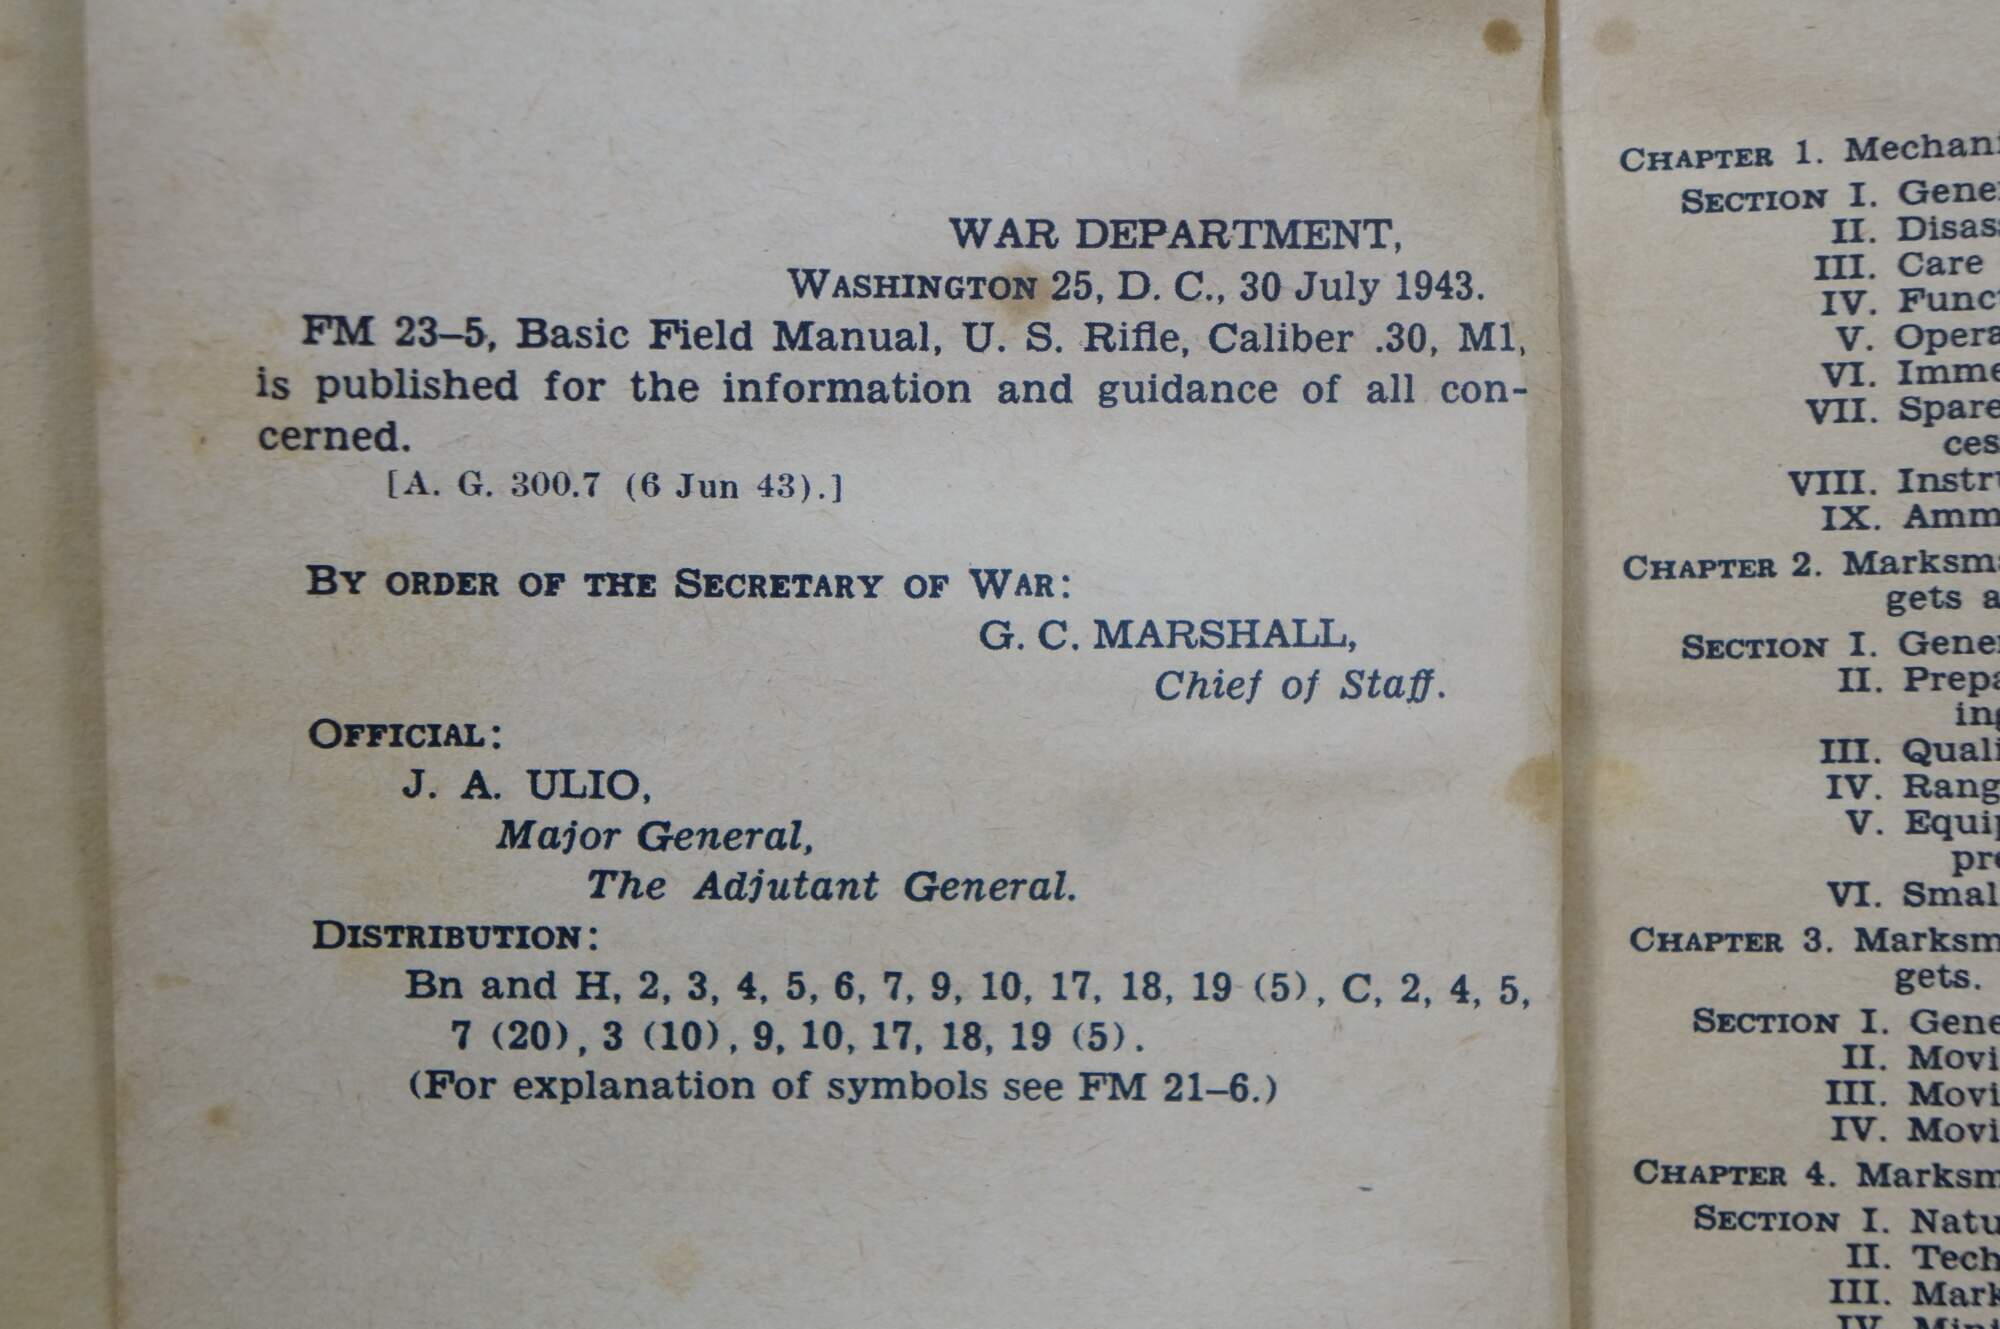 WAR DEPARTMENT,
WASHINGTON 25, D. C., 30 July 1943.
FM 23–5, Basic Field Manual, U. S. Rifle, Caliber .30, M1,
is published for the information and guidance of all con-
cerned.
[A. G. 300.7 (6 Jun 43).]
BY ORDER OF THE SECRETARY OF WAR:
G. C. MARSHALL,
Chief of Staff.
OFFICIAL:
J. A. ULIO,
Major General,
The Adjutant General.
DISTRIBUTION:
Bn and H, 2, 3, 4, 5, 6, 7, 9, 10, 17, 18, 19 (5), C, 2, 4, 5,
7 (20), 3 (10), 9, 10, 17, 18, 19 (5).
(For explanation of symbols see FM 21–6.)
CHAPTER 1.
SECTION I.
II.
III. Care
IV.
V.
VI.
VII.
VIII.
IX.
CHAPTER 2.
gets
SECTION I.
II.
III.
IV.
V.
VI.
CHAPTER 3.
gets.
SECTION I.
II.
III.
IV.
CHAPTER 4.
SECTION I.
II.
III.